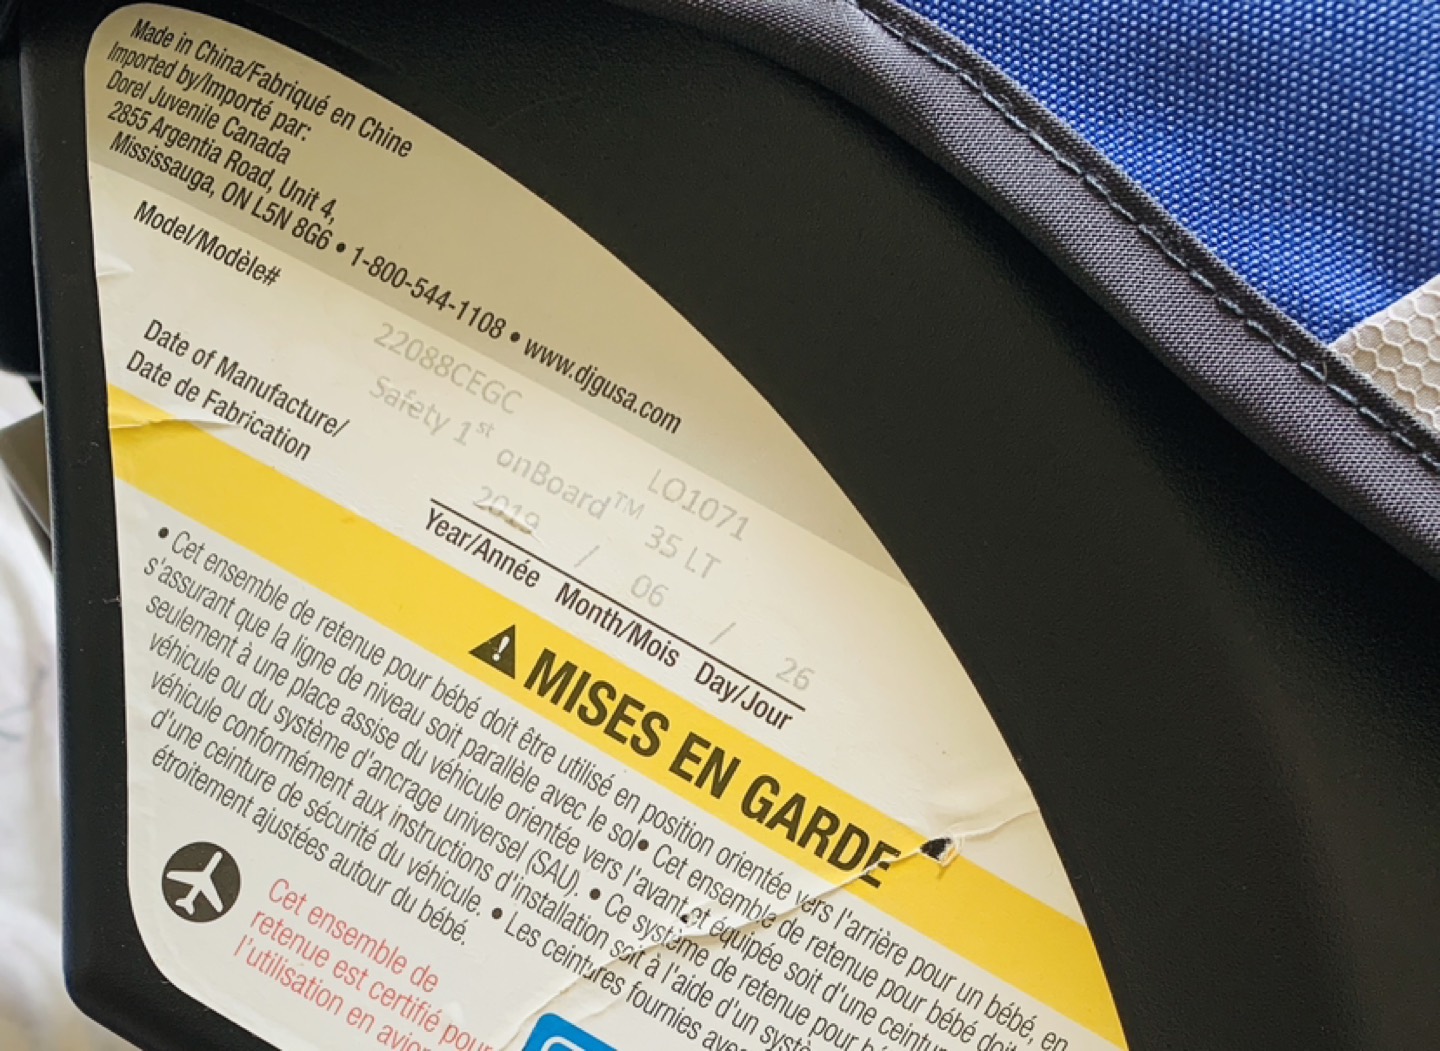 Made in China/Fabriqué en Chine
Imported by/Importé par:
Dorel Juvenile Canada
2855 Argentia Road, Unit 4,
Mississauga, ON L5N 8G6 • 1-800-544-1108 • www.djgusa.com
Model/Modèle#
22088CEGC LO1071
Safety 1st onBoard™ 35 LT
Date of Manufacture/
Date de Fabrication
2019 / 06 / 26
Year/Année Month/Mois Day/Jour
MISES EN GARDE
• Cet ensemble de retenue pour bébé doit être utilisé en position orientée vers l'arrière pour un bébé, en
s'assurant que la ligne de niveau soit parallèle avec le sol• Cet ensemble de retenue pour bébé doit
seulement à une place assise du véhicule orientée vers l'avant et équipée soit d'une ceinture
véhicule ou du système d'ancrage universel (SAU). • Ce système de retenue pour
véhicule conformément aux instructions d'installation soit à l'aide d'un
d'une ceinture de sécurité du véhicule. • Les ceintures fournies
étroitement ajustées autour du bébé.
Cet ensemble de
retenue est certifié pour
l'utilisation en avion